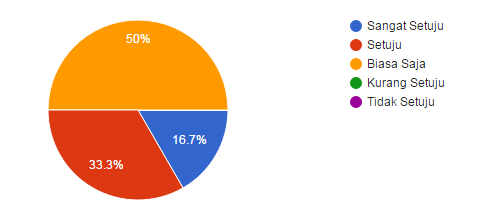 50%
16.7%
33.3%
Sangat Setuju
Setuju
Biasa Saja
Kurang Setuju
Tidak Setuju